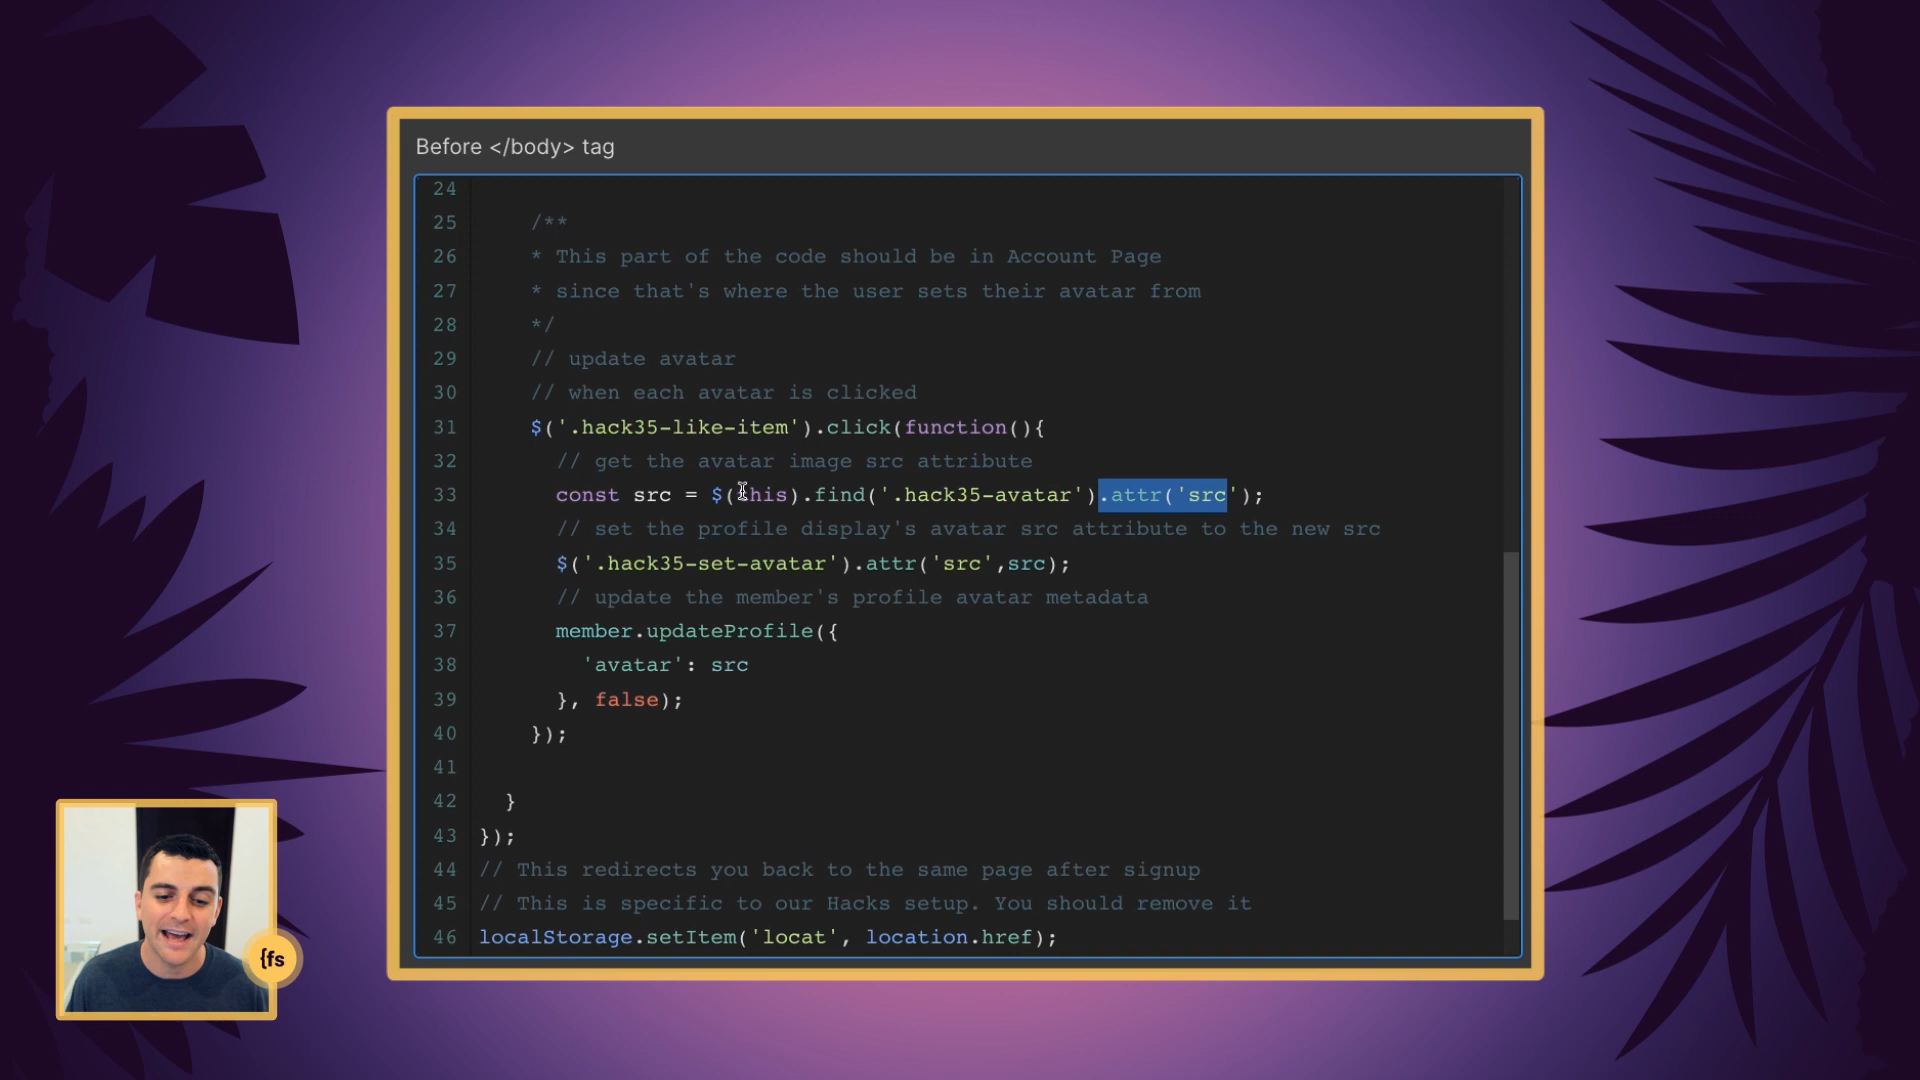 Before </body> tag
24
25 /**
26 * This part of the code should be in Account Page
27 * since that's where the user sets their avatar from
28 */
29 // update avatar
30 // when each avatar is clicked
31 $('.hack35-like-item').click(function(){
32 // get the avatar image src attribute
33 const src = $(this).find('.hack35-avatar').attr('src');
34 // set the profile display's avatar src attribute to the new src
35 $('.hack35-set-avatar').attr('src',src);
36 // update the member's profile avatar metadata
37 member.updateProfile({
38 'avatar': src
39 }, false);
40 });
41
42 }
43 });
44 // This redirects you back to the same page after signup
45 // This is specific to our Hacks setup. You should remove it
46 localStorage.setItem('locat', location.href);
{fs